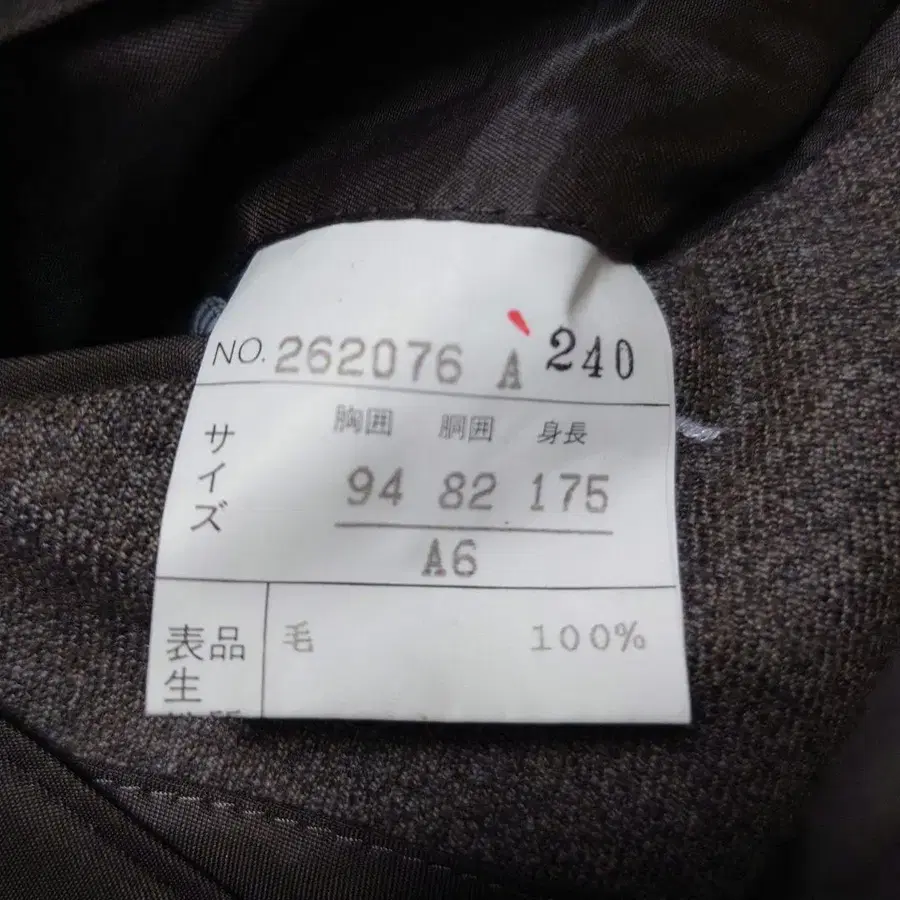 NO. 262076 A 240
サイズ
胸囲 胴囲 身長
94 82 175
A6
表品 毛 100%
生